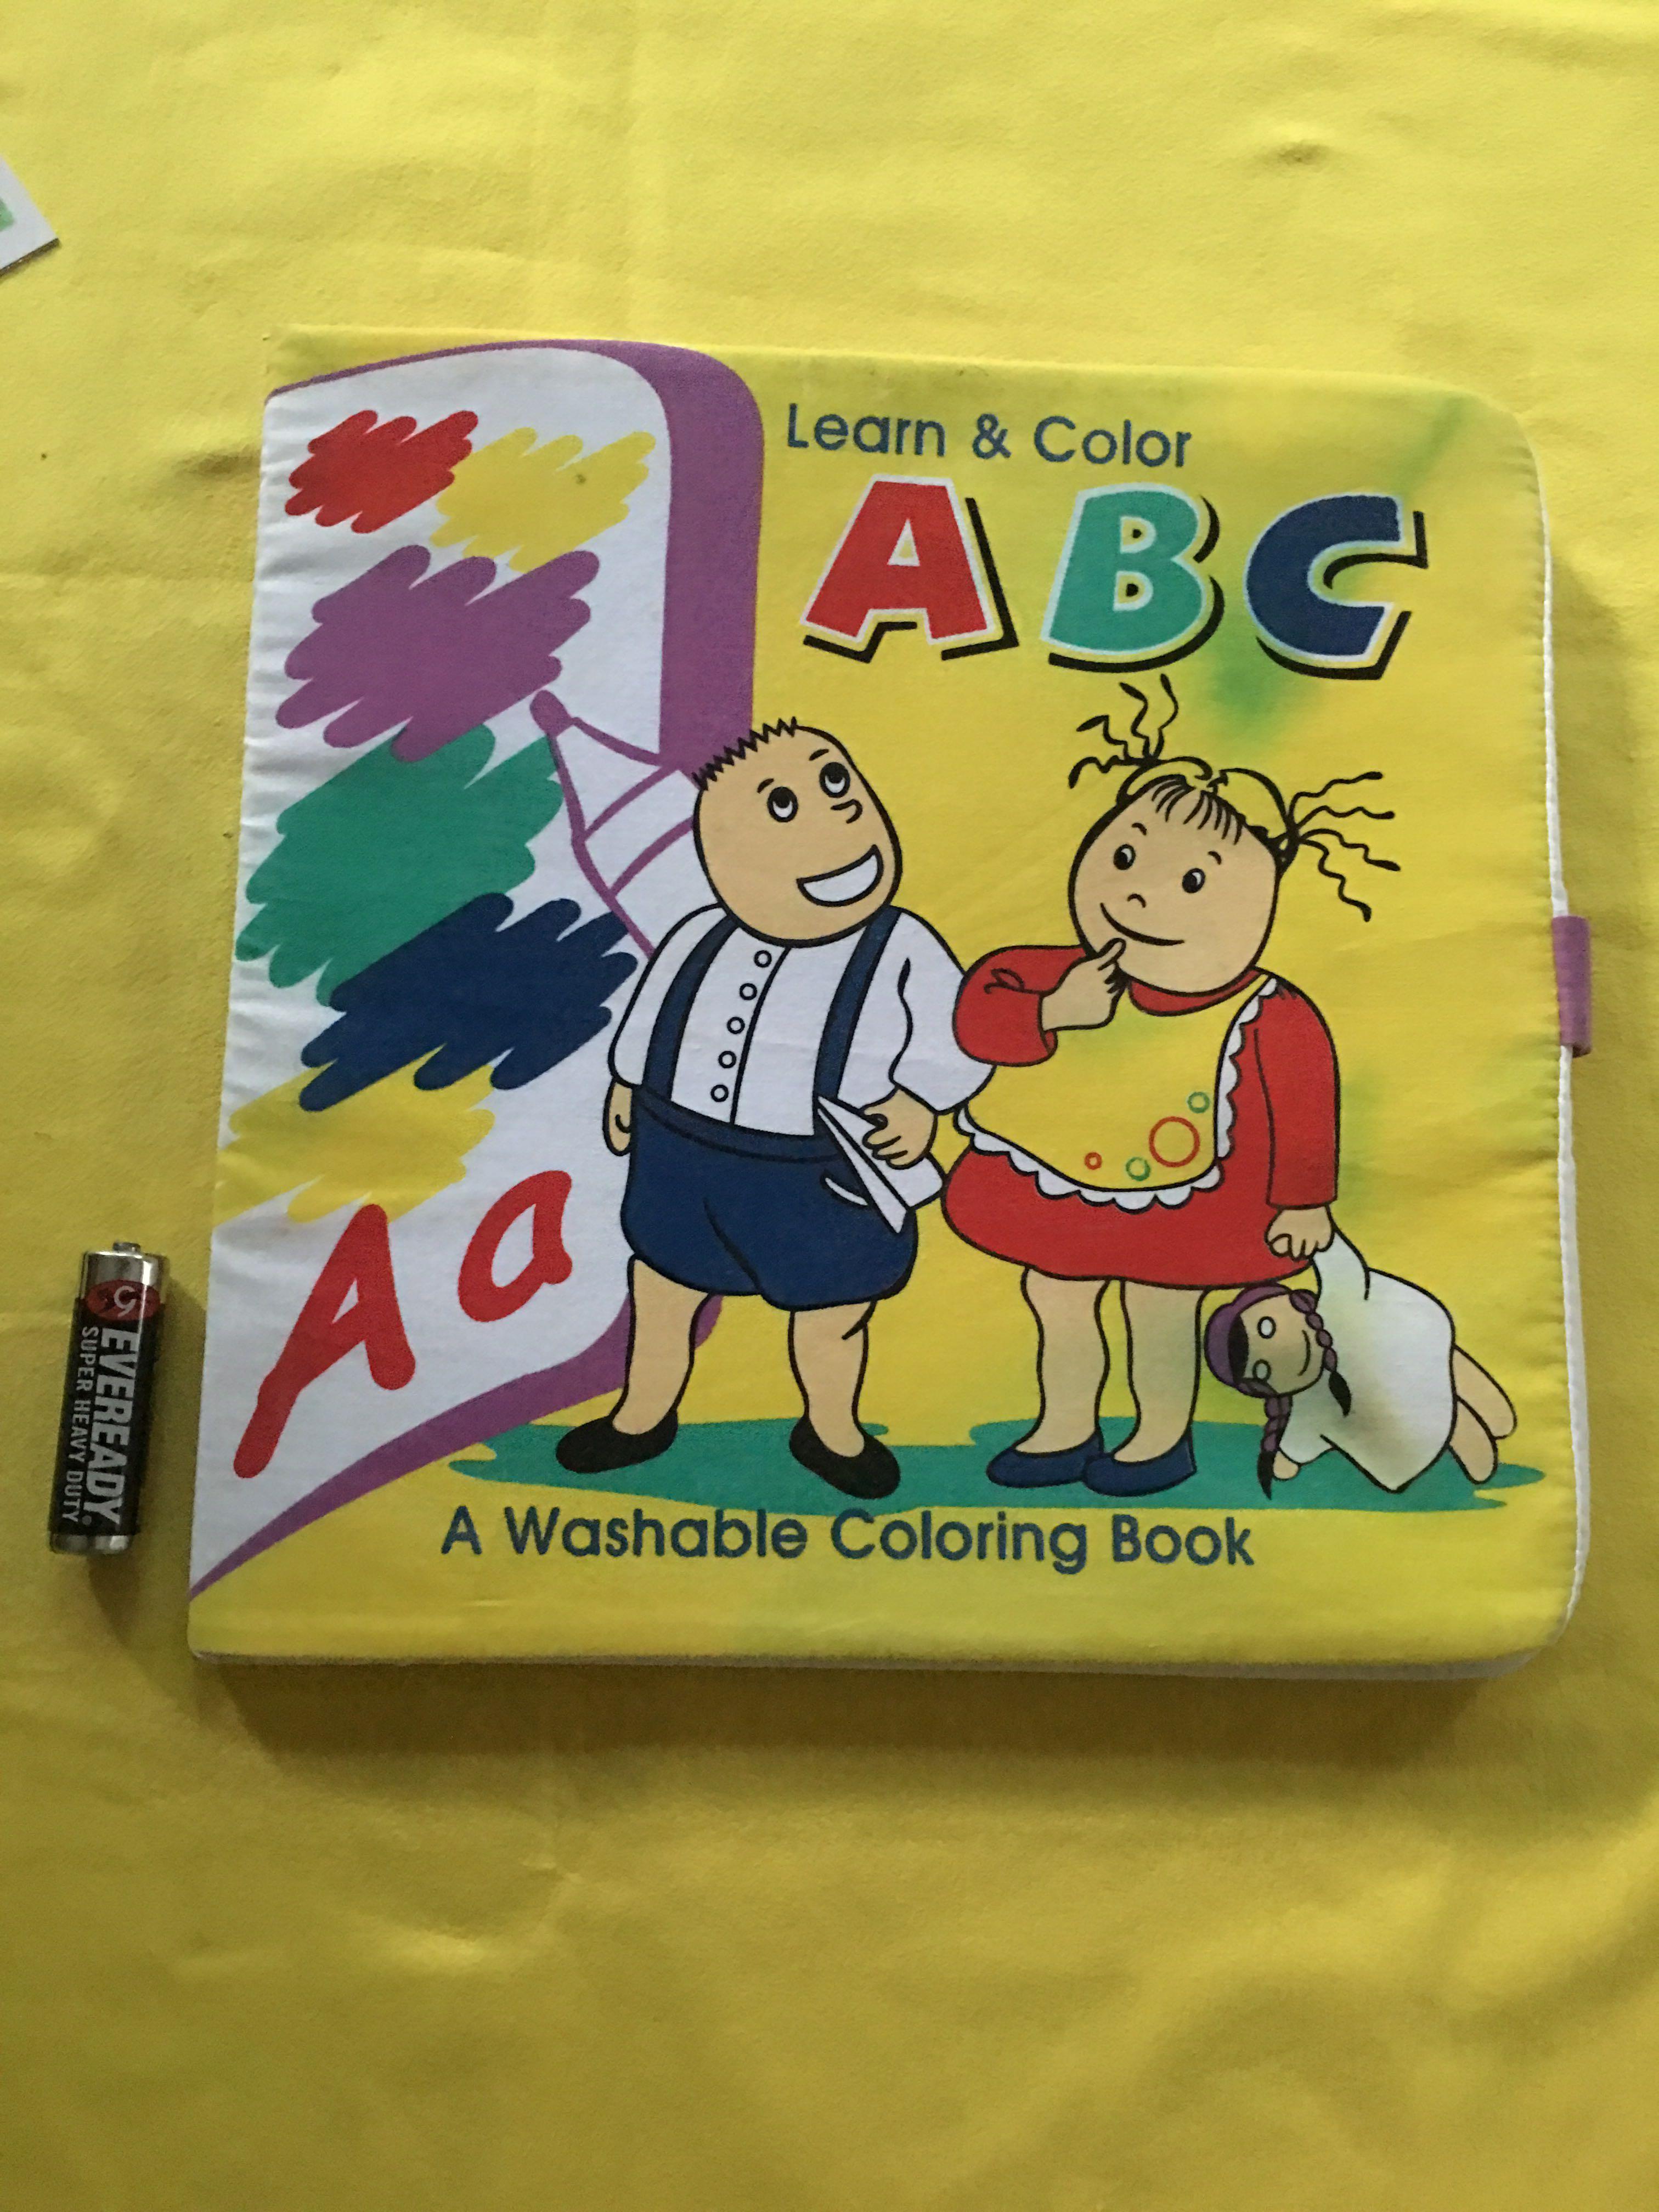 Learn & Color
ABC
Aa
A Washable Coloring Book
EVEREADY
SUPER HEAVY DUTY